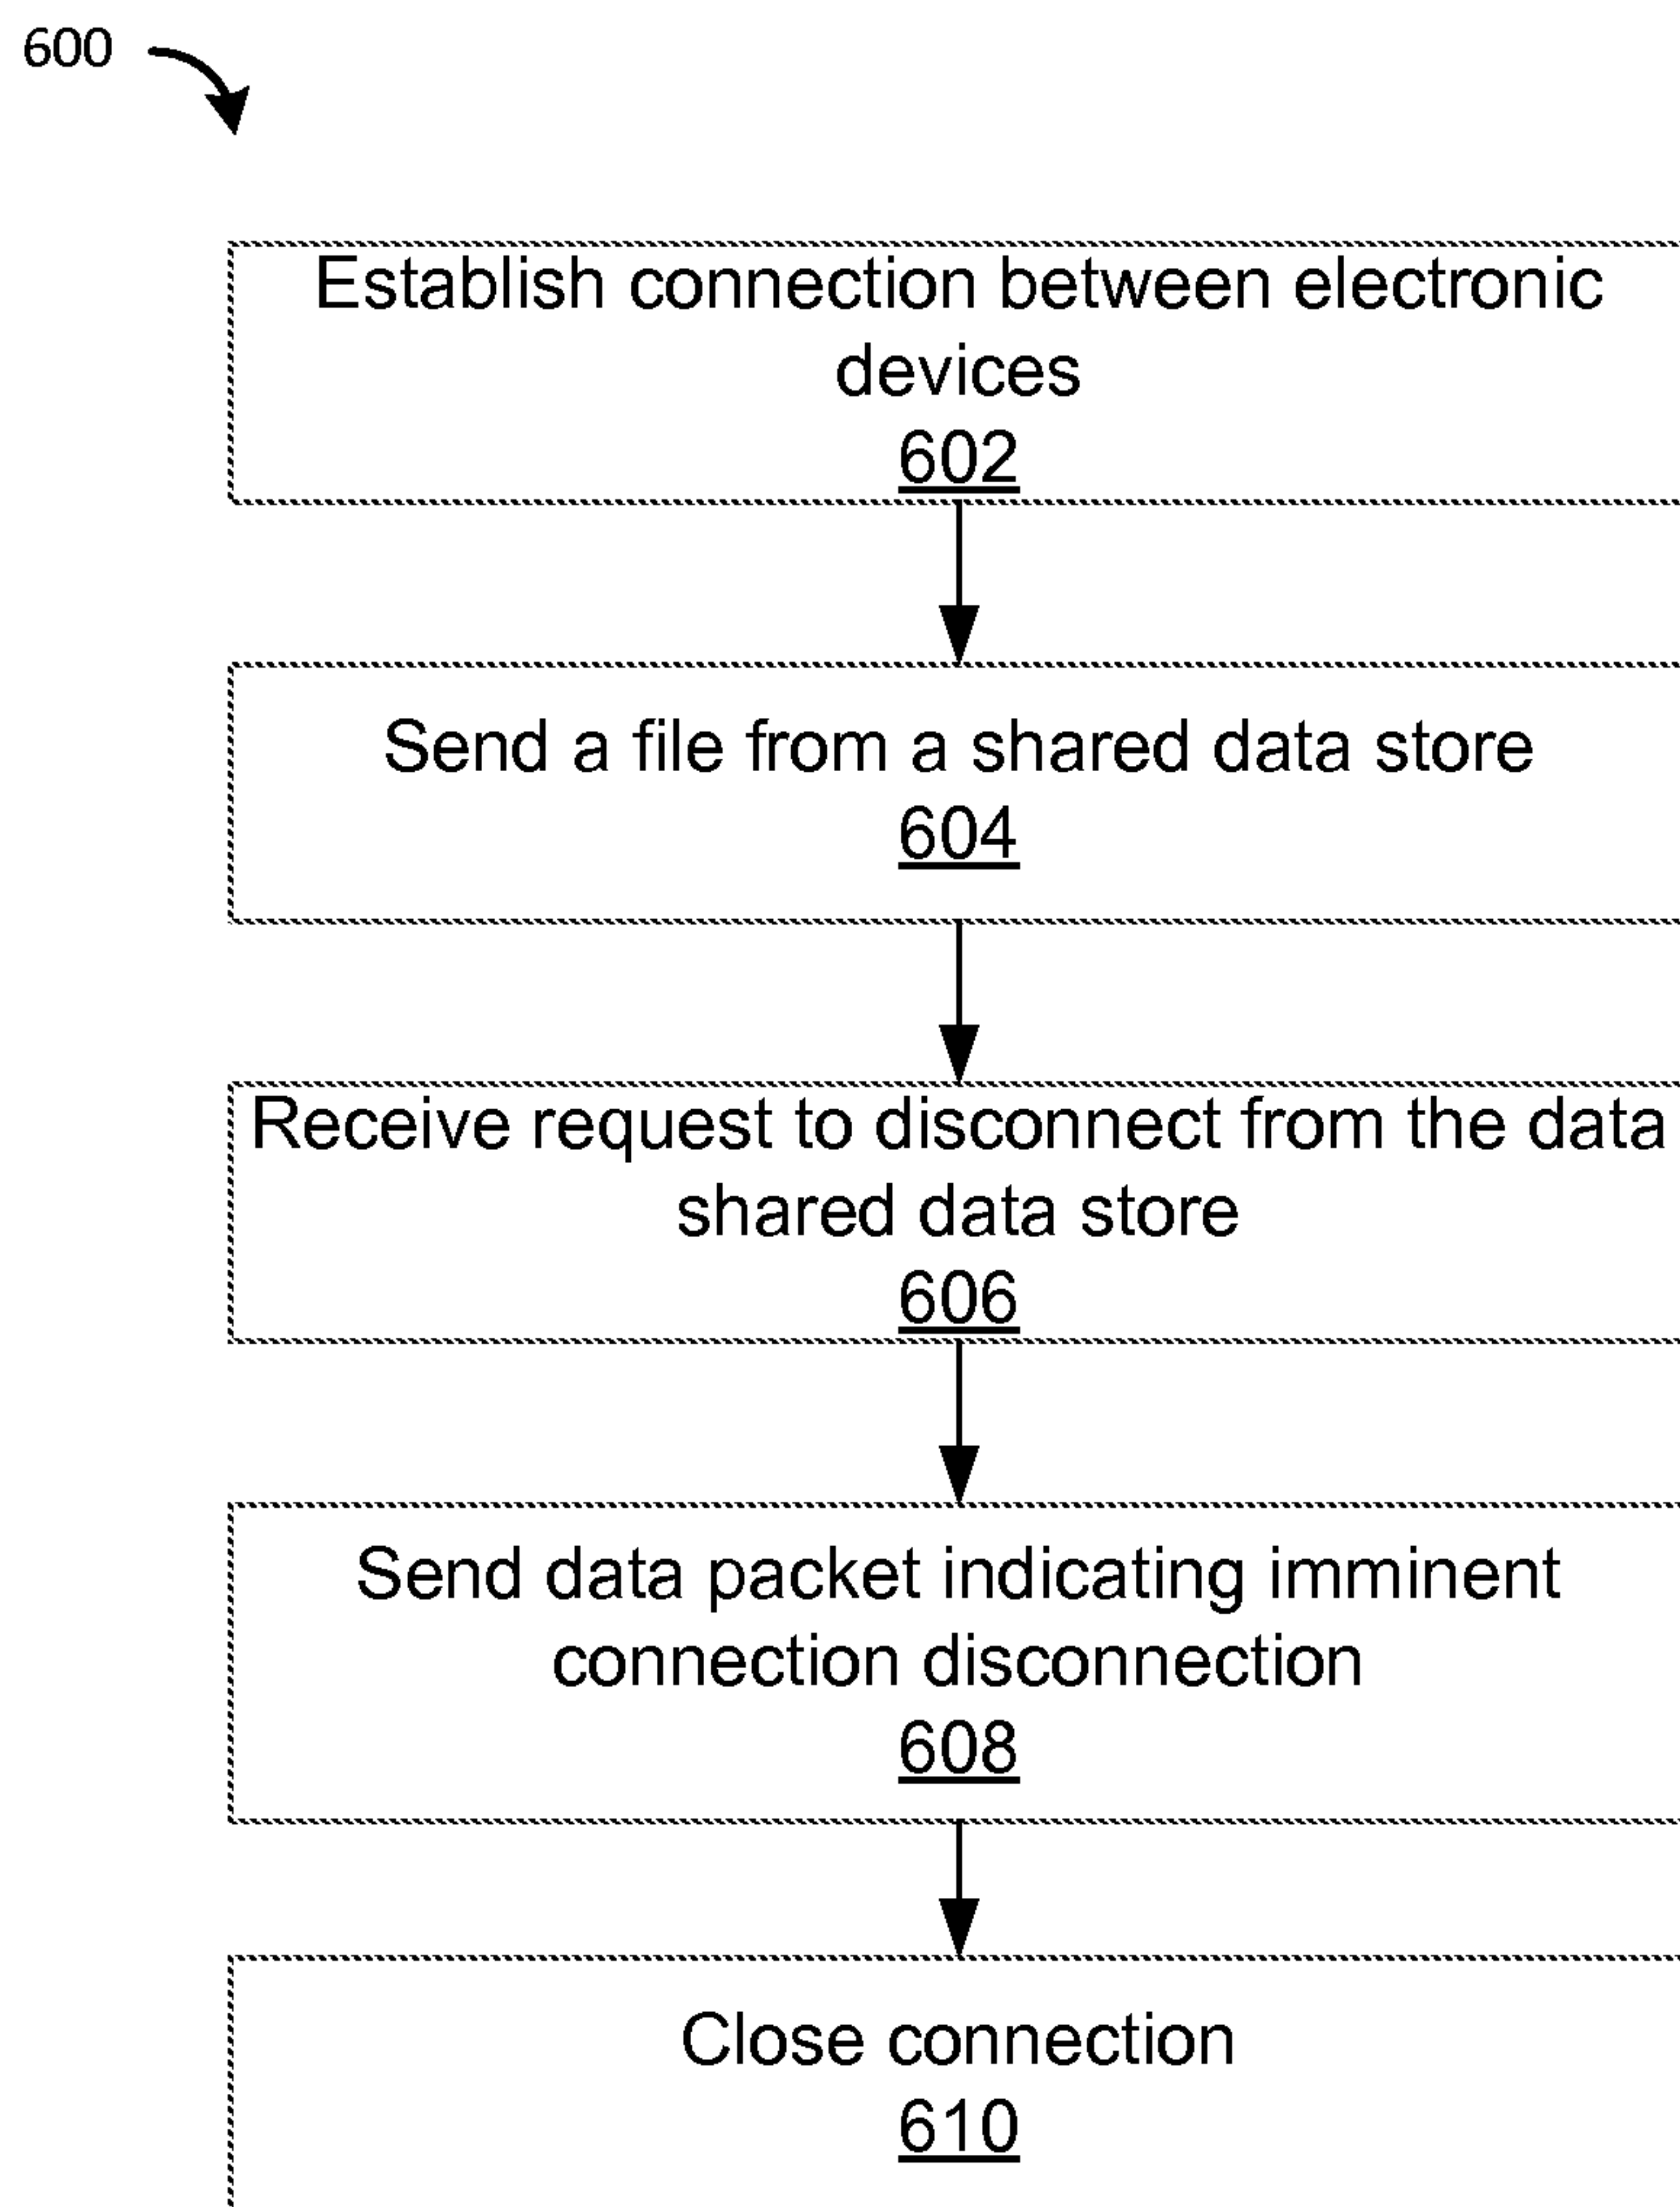 600
Establish connection between electronic
devices
602
Send a file from a shared data store
604
Receive request to disconnect from the data
shared data store
606
Send data packet indicating imminent
connection disconnection
608
Close connection
610